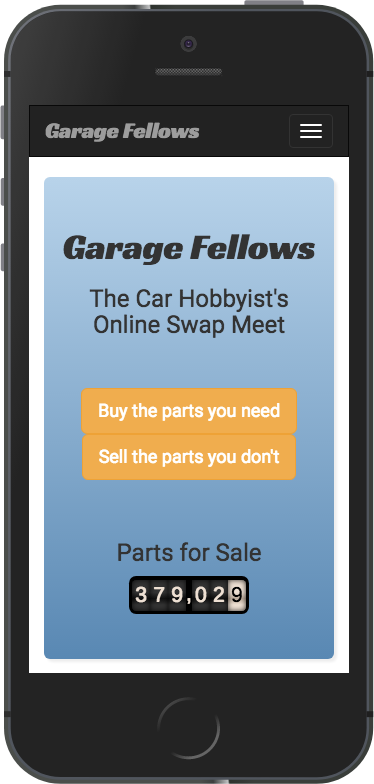 Garage Fellows
Garage Fellows
The Car Hobbyist's
Online Swap Meet
Buy the parts you need
Sell the parts you don't
Parts for Sale
379,029